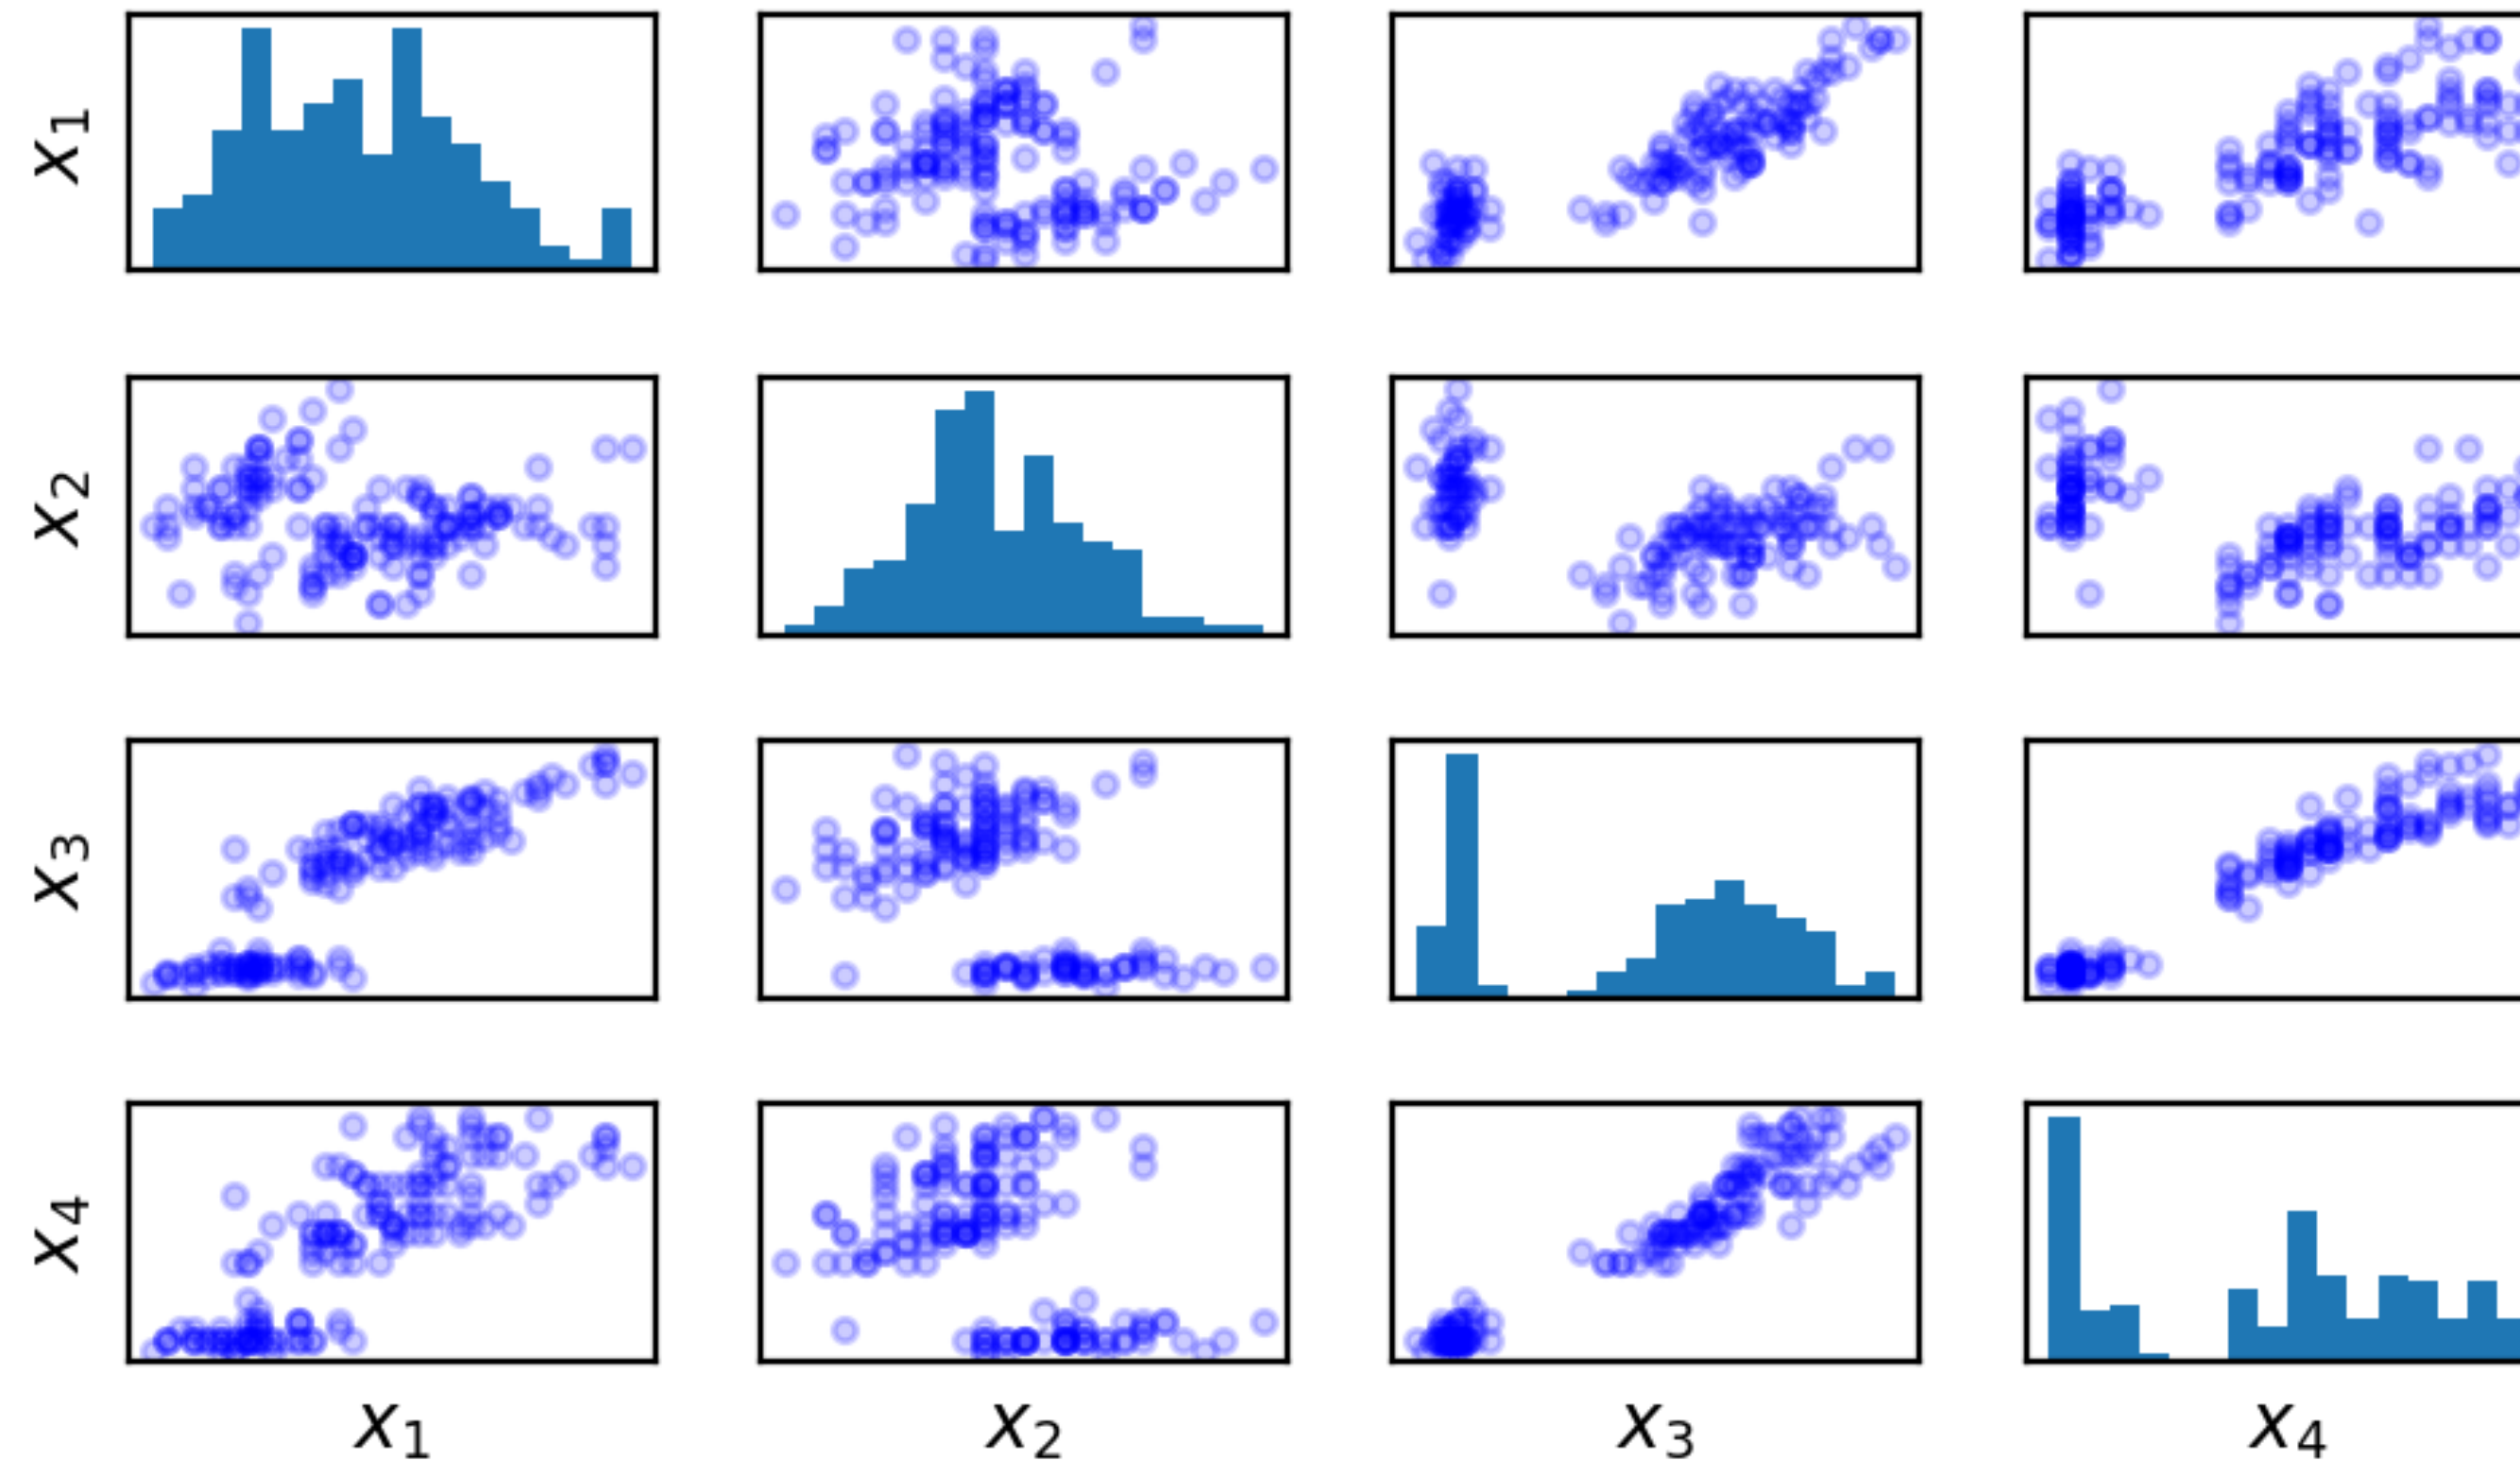 x₁
x₂
x₃
x₄
x₁ x₂ x₃ x₄